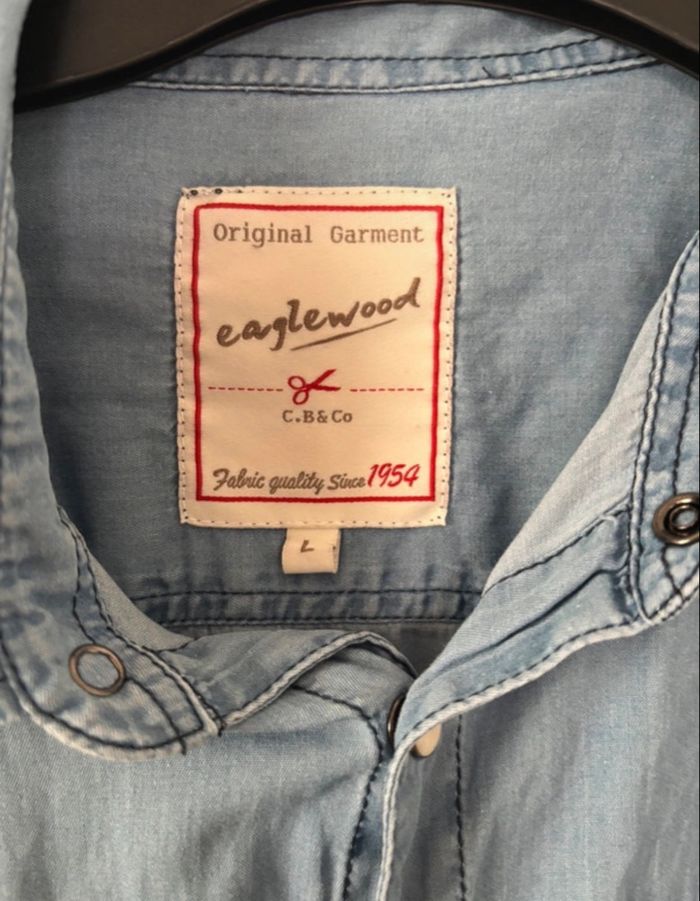 Original Garment
eaglewood
C.B&Co
Fabric quality Since 1954
L